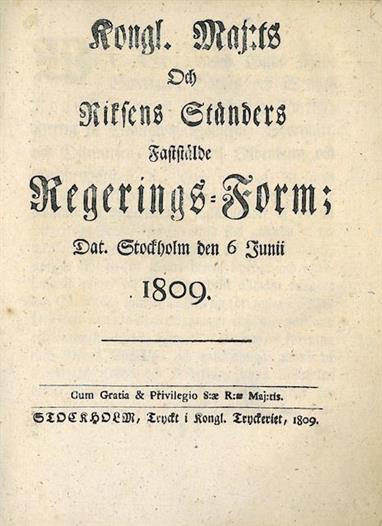 Kongl. Maj:ts
Och
Riksens Ständers
Fastställde
Regerings-Form;
Dat. Stockholm den 6 Junii
1809.
Cum Gratia & Privilegio S:æ R:æ Maj:tis.
STOCKHOLM, Tryckt i Kongl. Tryckeriet, 1809.